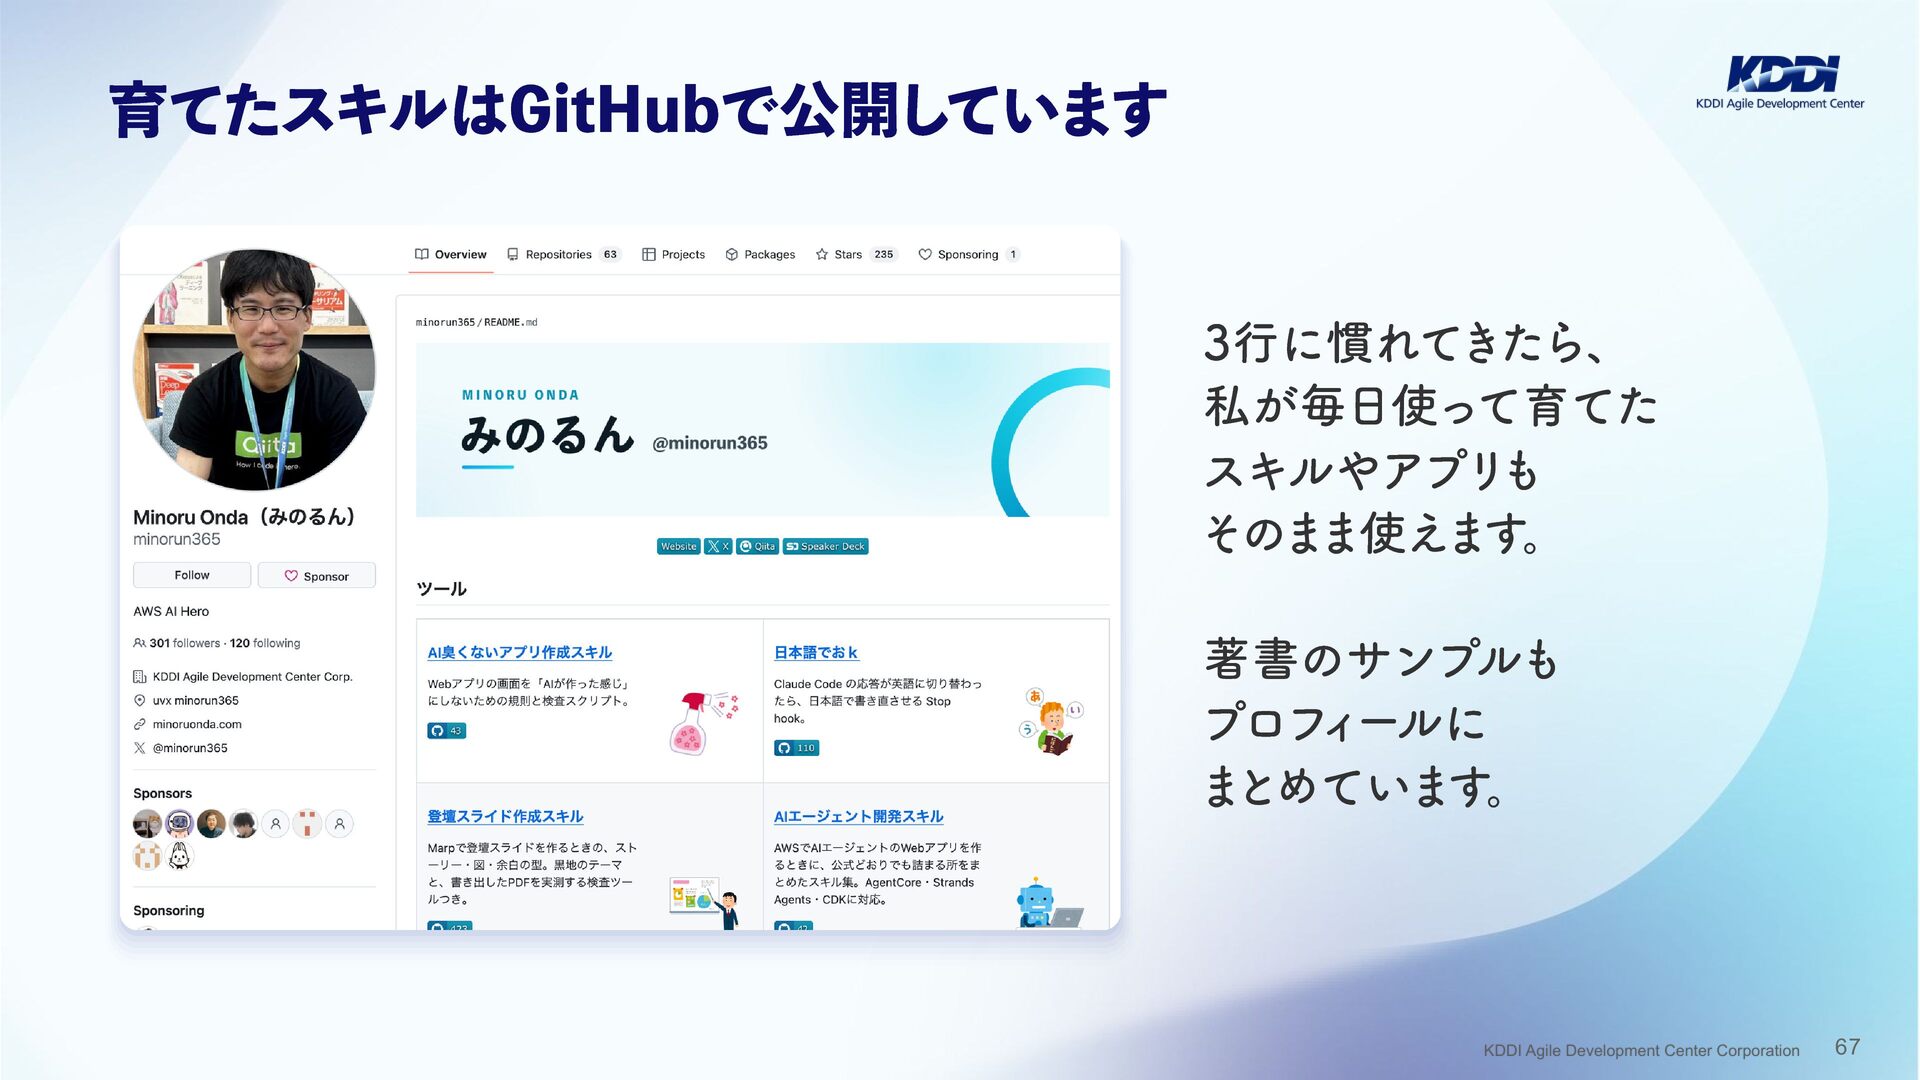 育てたスキルはGitHubで公開しています
KDDI
KDDI Agile Development Center
Overview
Repositories 63
Projects
Packages
Stars 235
Sponsoring 1
Qiita
Minoru Onda（みのるん）
minorun365
Follow
Sponsor
AWS AI Hero
301 followers · 120 following
KDDI Agile Development Center Corp.
uvx minorun365
minoruonda.com
@minorun365
Sponsors
Sponsoring
minorun365 / README.md
MINORU ONDA
みのるん @minorun365
Website
X
Qiita
Speaker Deck
ツール
AI臭くないアプリ作成スキル
Webアプリの画面を「AIが作った感じ」
にしないための規則と検査スクリプト。
43
日本語でおｋ
Claude Code の応答が英語に切り替わっ
たら、日本語で書き直させる Stop
hook。
110
あ
い
う
登壇スライド作成スキル
Marpで登壇スライドを作るときの、スト
ーリー・図・余白の型。黒地のテーマ
と、書き出したPDFを実測する検査ツー
ルつき。
AIエージェント開発スキル
AWSでAIエージェントのWebアプリを作
るときに、公式どおりでも詰まる所をま
とめたスキル集。AgentCore・Strands
Agents・CDKに対応。
3行に慣れてきたら、
私が毎日使って育てた
スキルやアプリも
そのまま使えます。
著書のサンプルも
プロフィールに
まとめています。
KDDI Agile Development Center Corporation
67